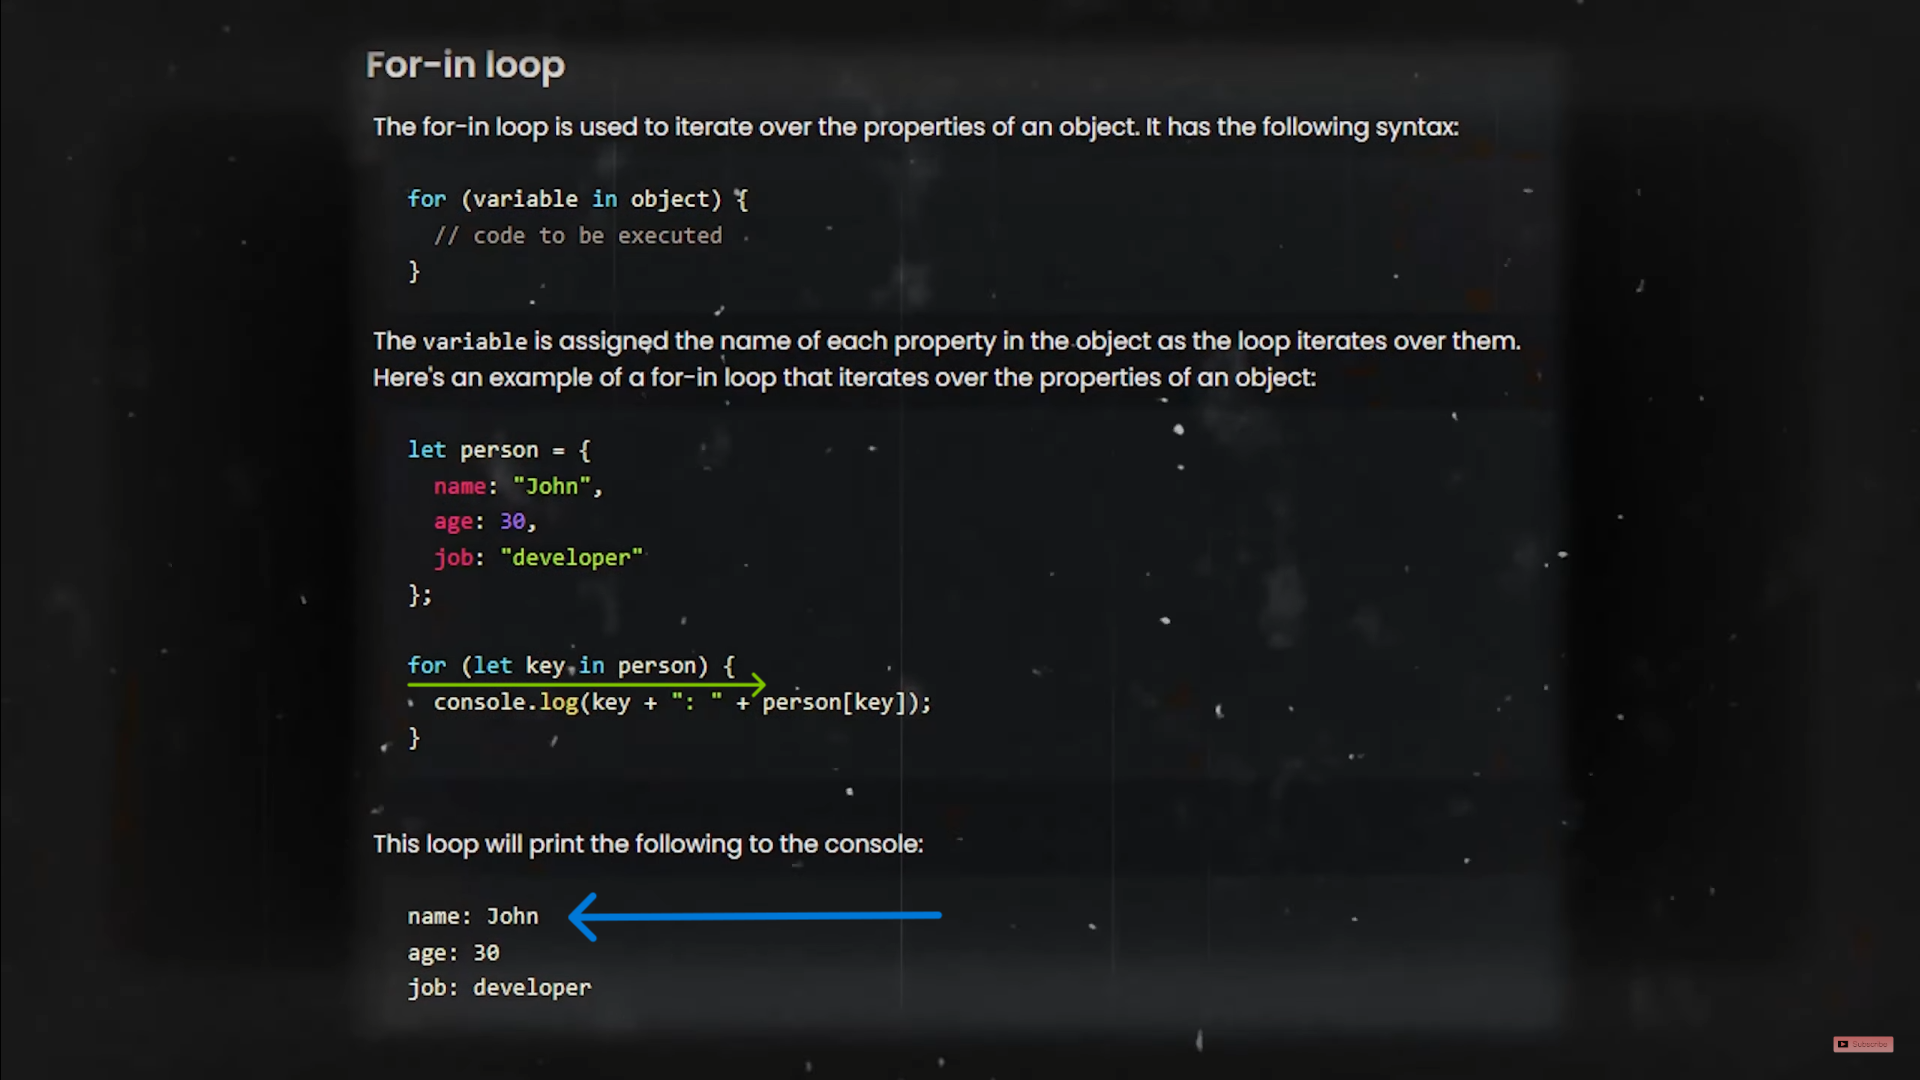 For-in loop
The for-in loop is used to iterate over the properties of an object. It has the following syntax:
for (variable in object) {
// code to be executed
}
The variable is assigned the name of each property in the object as the loop iterates over them.
Here's an example of a for-in loop that iterates over the properties of an object:
let person = {
name: "John",
age: 30,
job: "developer"
};
for (let key in person) {
console.log(key + ": " + person[key]);
}
This loop will print the following to the console:
name: John
age: 30
job: developer
Subscribe